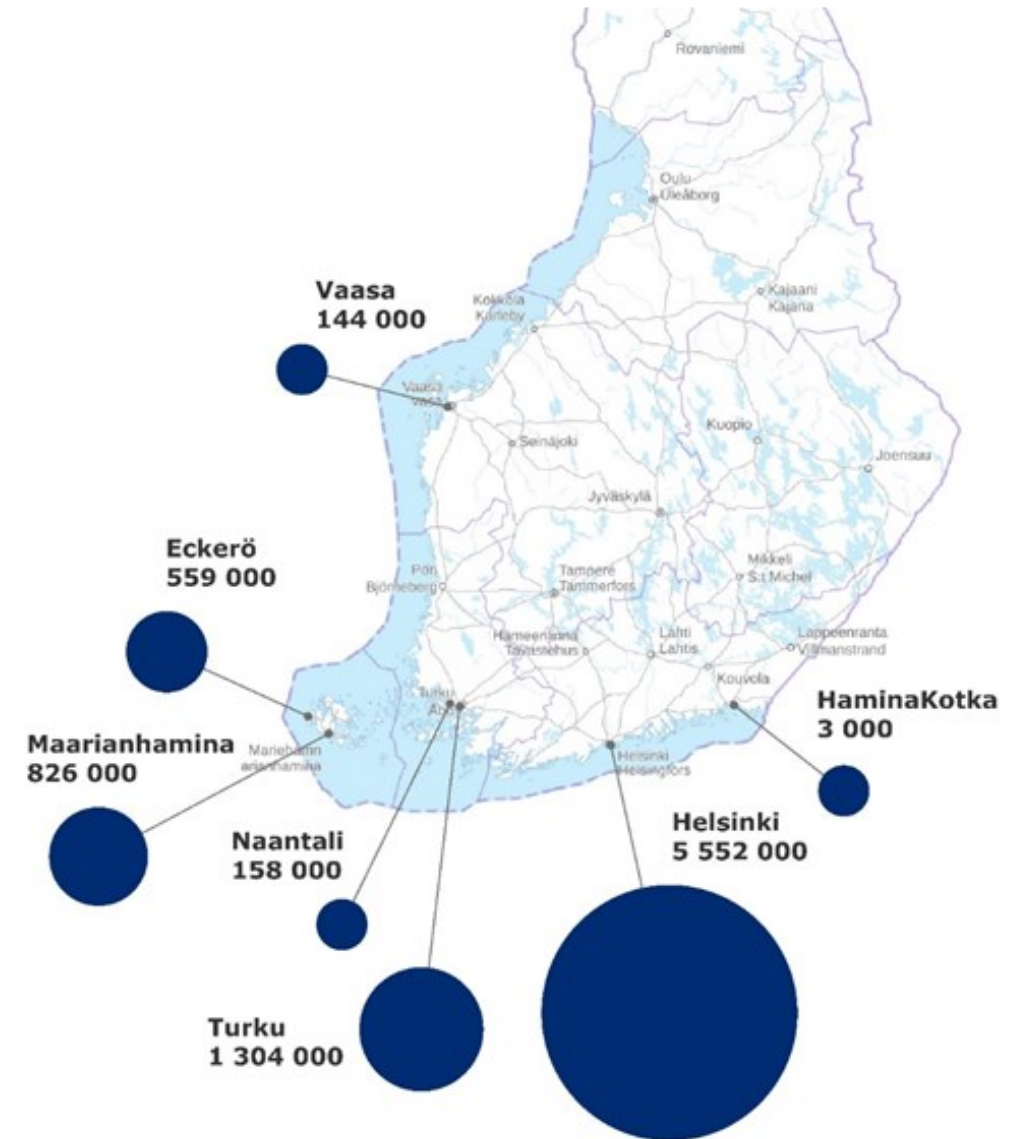 Rovaniemi
Oulu
Uleåborg
Vaasa
144 000
Kokkola
Karleby
Kajaani
Kajana
Vaasa
Vasa
Seinäjoki
Kuopio
Joensuu
Jyväskylä
Eckerö
559 000
Pori
Björneborg
Tampere
Tammerfors
Mikkeli
S:t Michel
Hämeenlinna
Tavastehus
Lahti
Lahtis
Lappeenranta
Villmanstrand
Kouvola
Turku
HaminaKotka
3 000
Maarianhamina
826 000
Mariehamn
arianhamina
Helsinki
Helsingfors
Naantali
158 000
Helsinki
5 552 000
Turku
1 304 000